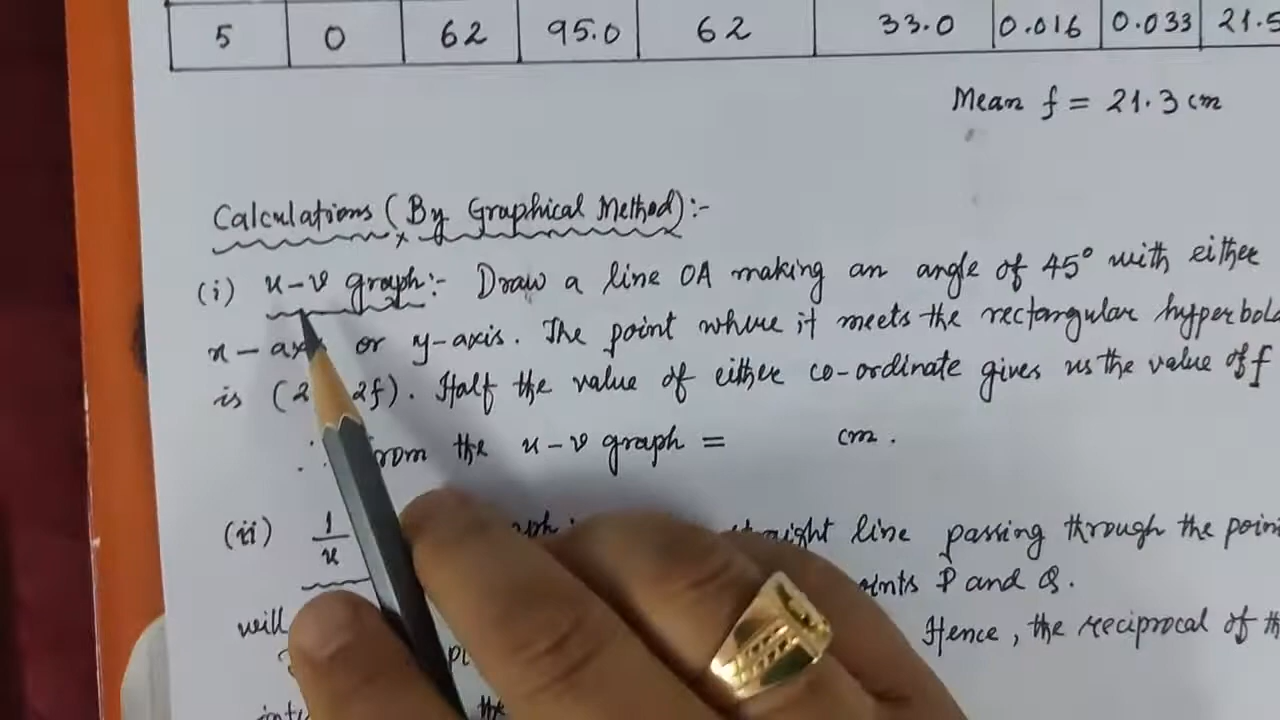 5 0 62 95.0 62 33.0 0.016 0.033 21.5
Mean f = 21.3 cm
Calculations (By Graphical Method):-
(i) u-v graph:- Draw a line OA making an angle of 45° with either
x-axis or y-axis. The point where it meets the rectangular hyperbola
is (2 2f). Half the value of either co-ordinate gives us the value of f
∴ from the u-v graph = cm.
(ii) 1/u straight line passing through the point
will P and Q.
Hence, the reciprocal of
the